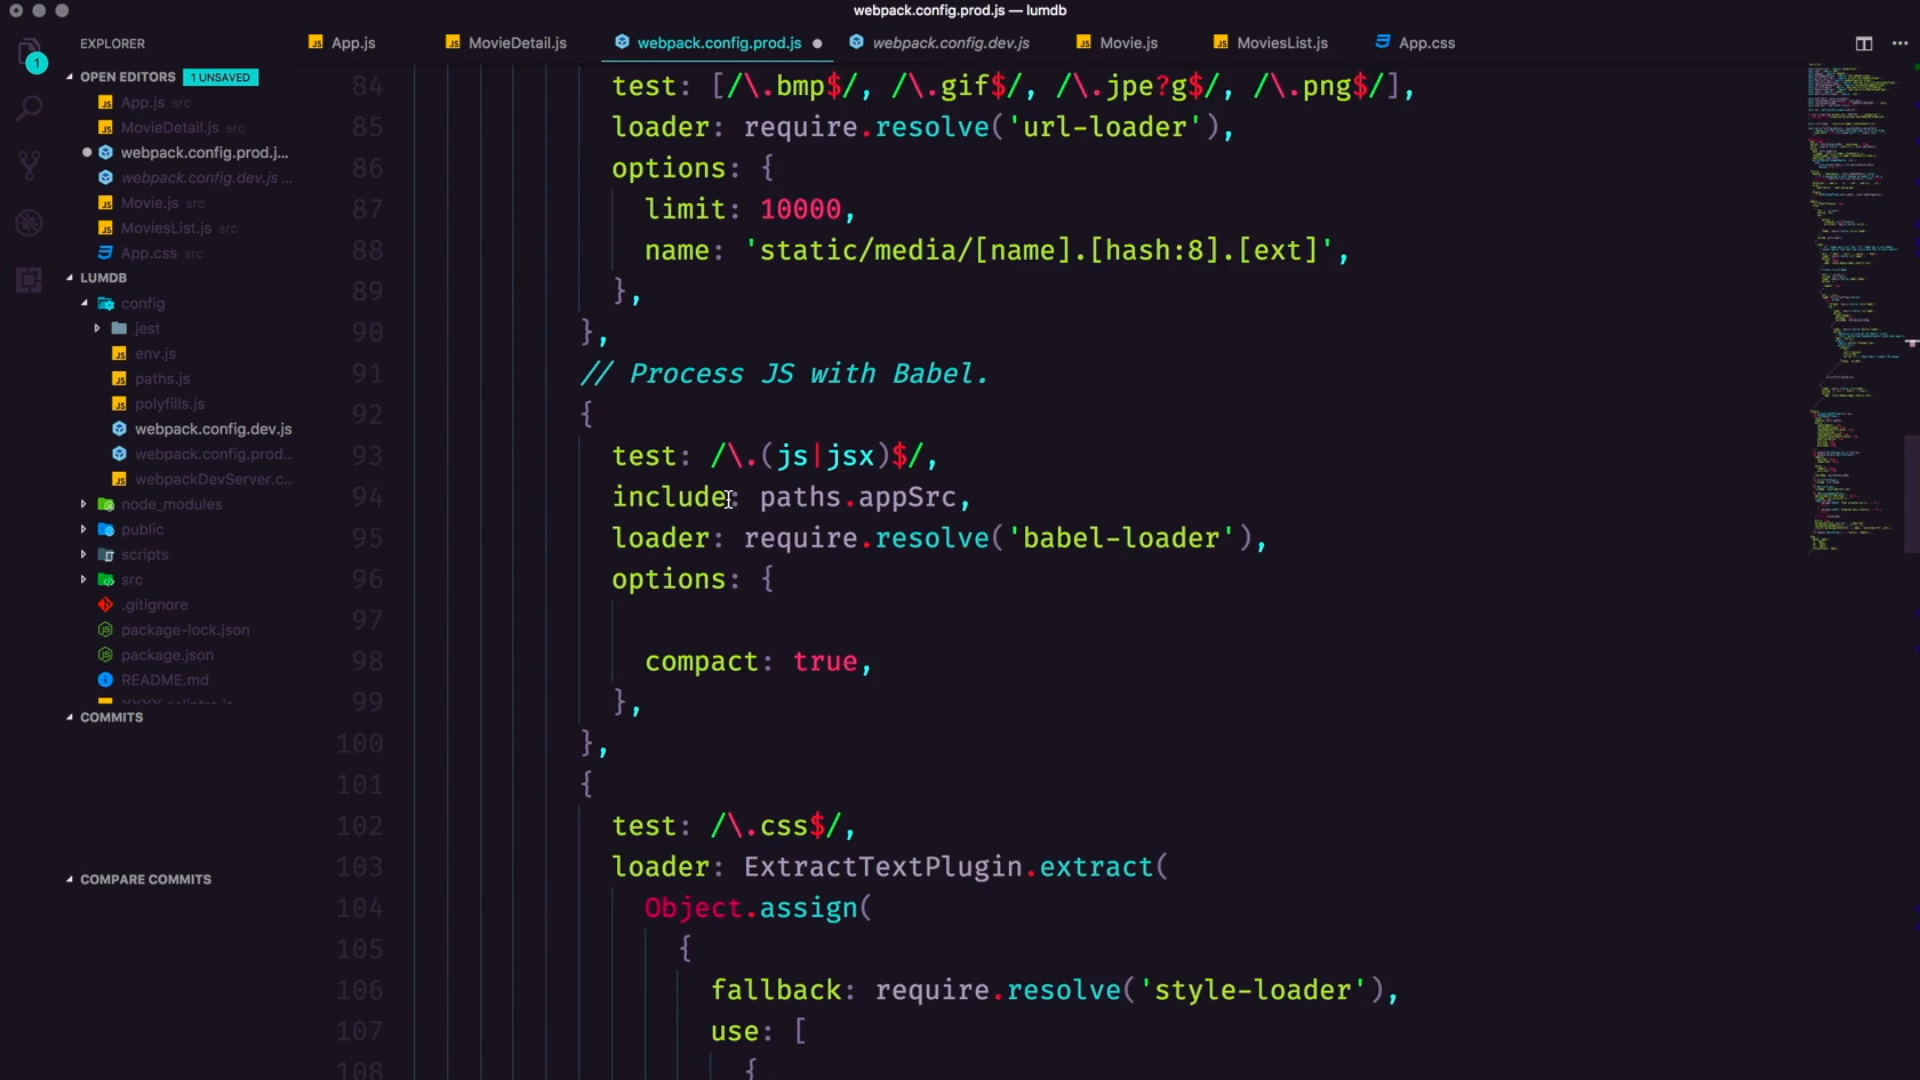 webpack.config.prod.js — lumdb
EXPLORER
App.js
MovieDetail.js
webpack.config.prod.js
webpack.config.dev.js
Movie.js
MoviesList.js
App.css
1
OPEN EDITORS
1 UNSAVED
App.js src
MovieDetail.js src
webpack.config.prod.j...
webpack.config.dev.js ...
Movie.js src
MoviesList.js src
App.css src
LUMDB
config
jest
env.js
paths.js
polyfills.js
webpack.config.dev.js
webpack.config.prod...
webpackDevServer.c...
node_modules
public
scripts
src
.gitignore
package-lock.json
package.json
README.md
COMMITS
COMPARE COMMITS
84 test: [/\.bmp$/, /\.gif$/, /\.jpe?g$/, /\.png$/],
85 loader: require.resolve('url-loader'),
86 options: {
87 limit: 10000,
88 name: 'static/media/[name].[hash:8].[ext]',
89 },
90 },
91 // Process JS with Babel.
92 {
93 test: /\.(js|jsx)$/,
94 include: paths.appSrc,
95 loader: require.resolve('babel-loader'),
96 options: {
97
98 compact: true,
99 },
100 },
101 {
102 test: /\.css$/,
103 loader: ExtractTextPlugin.extract(
104 Object.assign(
105 {
106 fallback: require.resolve('style-loader'),
107 use: [
108 {